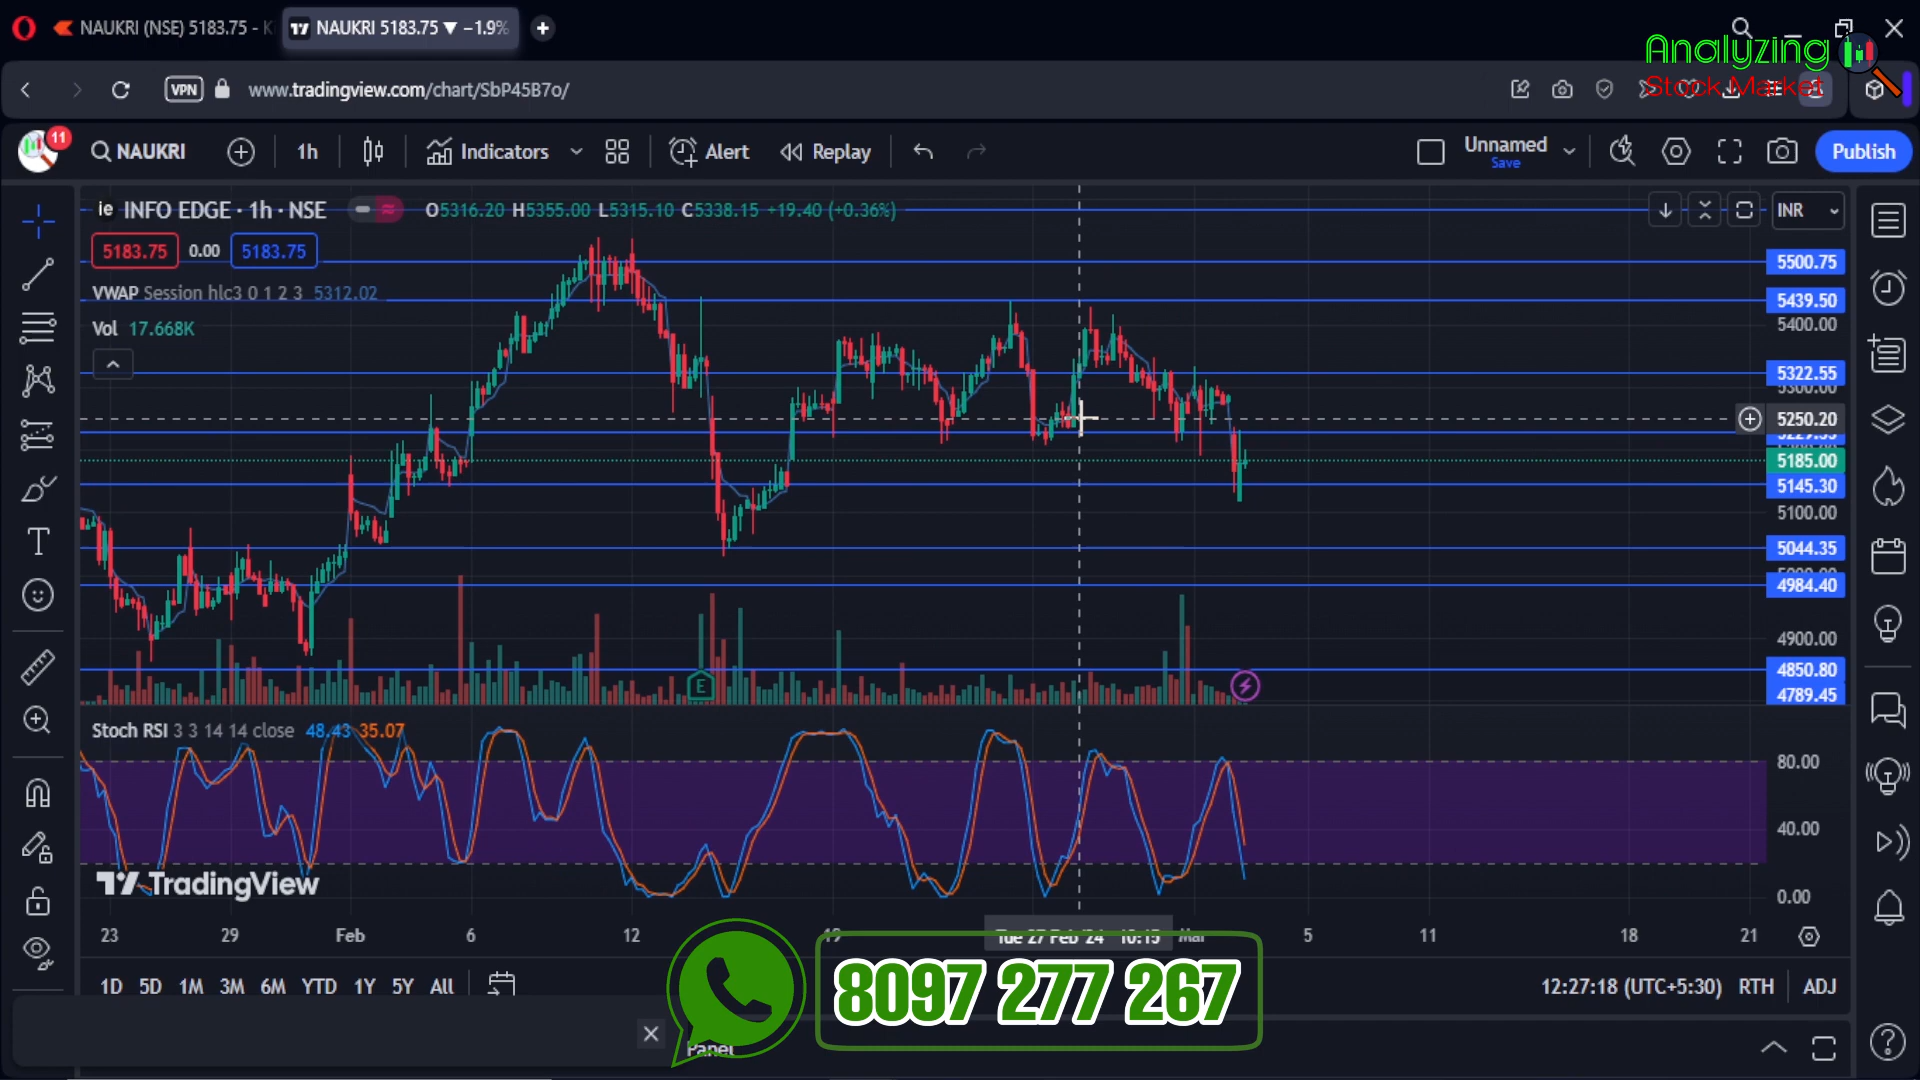 NAUKRI (NSE) 5183.75 - K
NAUKRI 5183.75 ▼ −1.9%
Analyzing
Stock Market
VPN
www.tradingview.com/chart/SbP45B7o/
11
NAUKRI
1h
Indicators
Alert
Replay
Unnamed
Save
Publish
ie INFO EDGE · 1h · NSE
O5316.20 H5355.00 L5315.10 C5338.15 +19.40 (+0.36%)
INR
5183.75 0.00 5183.75
VWAP Session hlc3 0 1 2 3 5312.02
Vol 17.668K
5500.75
5439.50
5400.00
5322.55
5300.00
5250.20
5185.00
5145.30
5100.00
5044.35
4984.40
4900.00
4850.80
4789.45
E
Stoch RSI 3 3 14 14 close 48.43 35.07
80.00
40.00
0.00
TradingView
23 29 Feb 6 12 19 Tue 27 Feb '24 10:15 Mar 5 11 18 21
1D 5D 1M 3M 6M YTD 1Y 5Y All
12:27:18 (UTC+5:30) RTH ADJ
8097 277 267
Panel